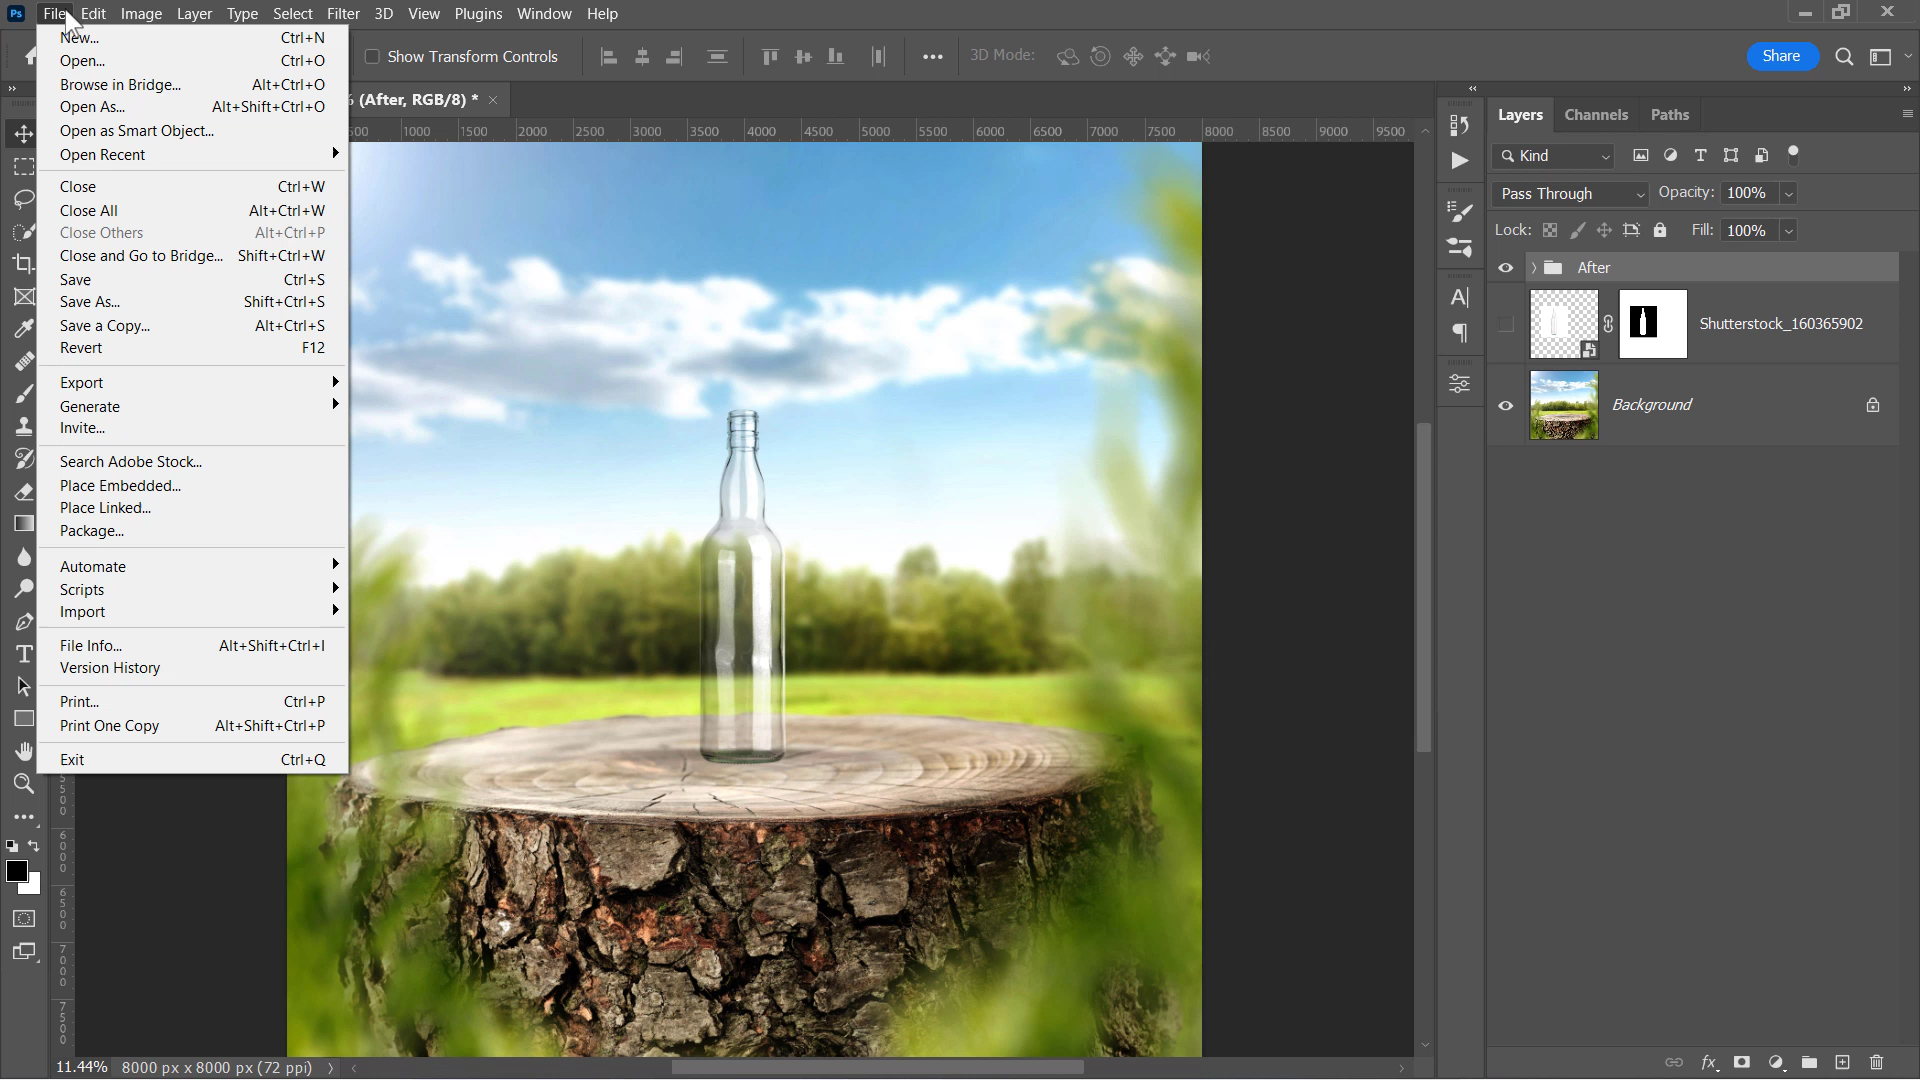 Ps File Edit Image Layer Type Select Filter 3D View Plugins Window Help
Show Transform Controls 3D Mode: Share
(After, RGB/8) * ×
New... Ctrl+N
Open... Ctrl+O
Browse in Bridge... Alt+Ctrl+O
Open As... Alt+Shift+Ctrl+O
Open as Smart Object...
Open Recent
Close Ctrl+W
Close All Alt+Ctrl+W
Close Others Alt+Ctrl+P
Close and Go to Bridge... Shift+Ctrl+W
Save Ctrl+S
Save As... Shift+Ctrl+S
Save a Copy... Alt+Ctrl+S
Revert F12
Export
Generate
Invite...
Search Adobe Stock...
Place Embedded...
Place Linked...
Package...
Automate
Scripts
Import
File Info... Alt+Shift+Ctrl+I
Version History
Print... Ctrl+P
Print One Copy Alt+Shift+Ctrl+P
Exit Ctrl+Q
500 1000 1500 2000 2500 3000 3500 4000 4500 5000 5500 6000 6500 7000 7500 8000 8500 9000 9500
5500
6000
6500
7000
7500
11.44% 8000 px x 8000 px (72 ppi)
Layers Channels Paths
Kind
Pass Through Opacity: 100%
Lock: Fill: 100%
After
Shutterstock_160365902
Background
fx